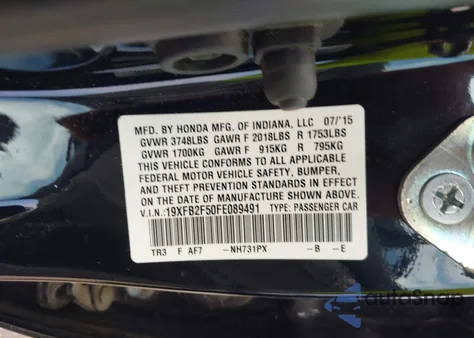 MFD. BY HONDA MFG. OF INDIANA, LLC 07/'15
GVWR 3748LBS GAWR F 2018LBS R 1753LBS
GVWR 1700KG GAWR F 915KG R 795KG
THIS VEHICLE CONFORMS TO ALL APPLICABLE
FEDERAL MOTOR VEHICLE SAFETY, BUMPER,
AND THEFT PREVENTION STANDARDS IN EFFECT
ON THE DATE OF MANUFACTURE SHOWN ABOVE.
V.I.N.: 19XFB2F50FE089491 TYPE: PASSENGER CAR
TR3 F AF7 -NH731PX -B -E
autoSnap